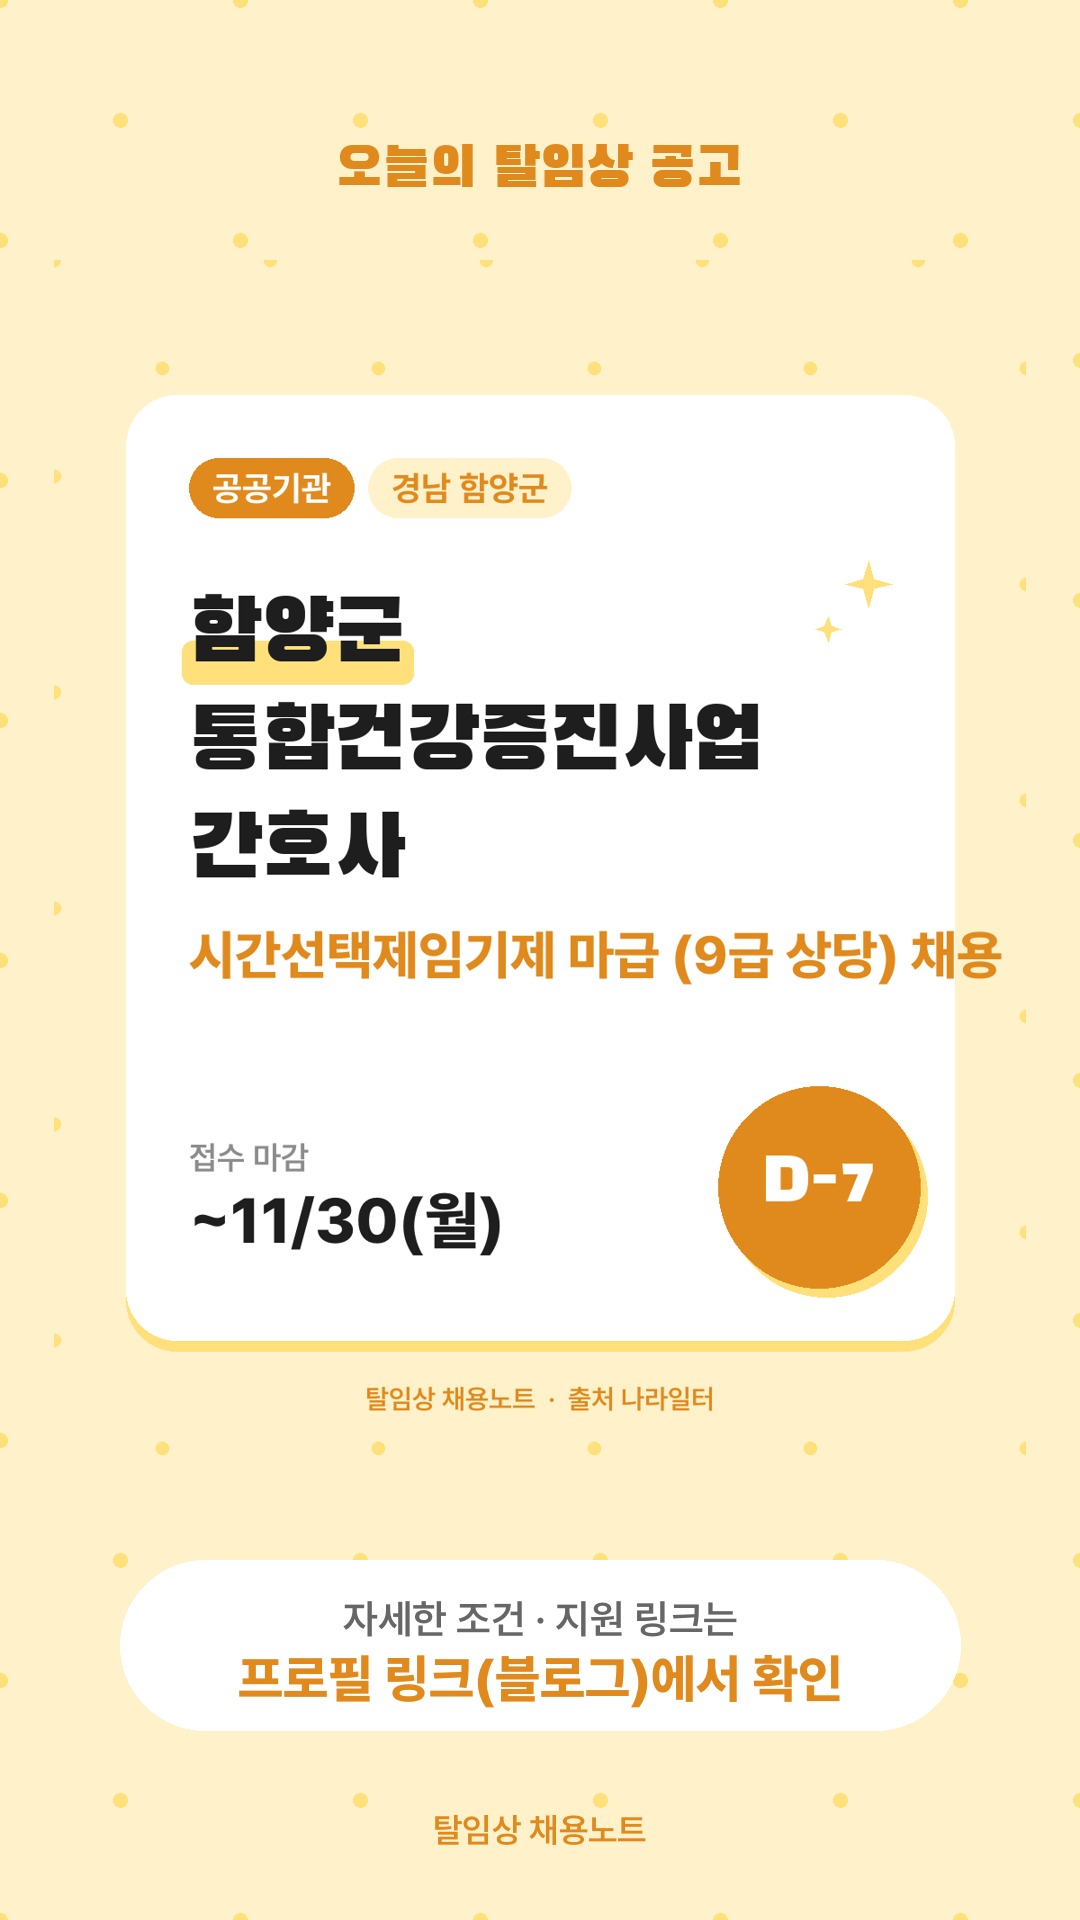 오늘의 탈임상 공고
공공기관 경남 함양군
함양군
통합건강증진사업
간호사
시간선택제임기제 마급 (9급 상당) 채용
접수 마감
~11/30(월)
D-7
탈임상 채용노트 · 출처 나라일터
자세한 조건 · 지원 링크는
프로필 링크(블로그)에서 확인
탈임상 채용노트